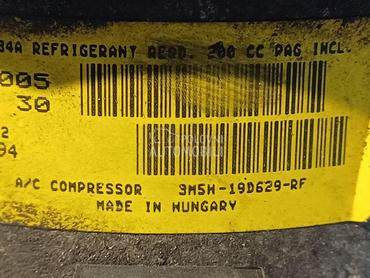 34A REFRIGERANT REQD. 200 CC PAG INCL.
005
30
2
94
A/C COMPRESSOR 3M5H-19D629-RF
MADE IN HUNGARY